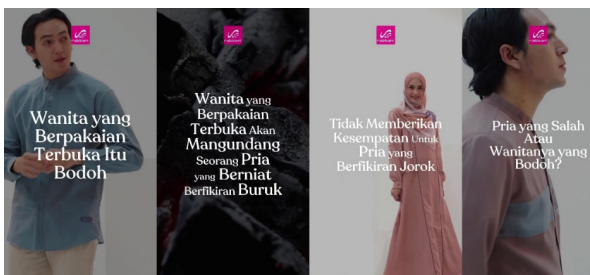 Wanita yang
Berpakaian
Terbuka Itu
Bodoh
Wanita yang
Berpakaian
Terbuka Akan
Mangundang
Seorang Pria
yang Berniat
Berfikiran Buruk
Tidak Memberikan
Kesempatan Untuk
Pria yang
Berfikiran Jorok
Pria yang Salah
Atau
Wanitanya yang
Bodoh?